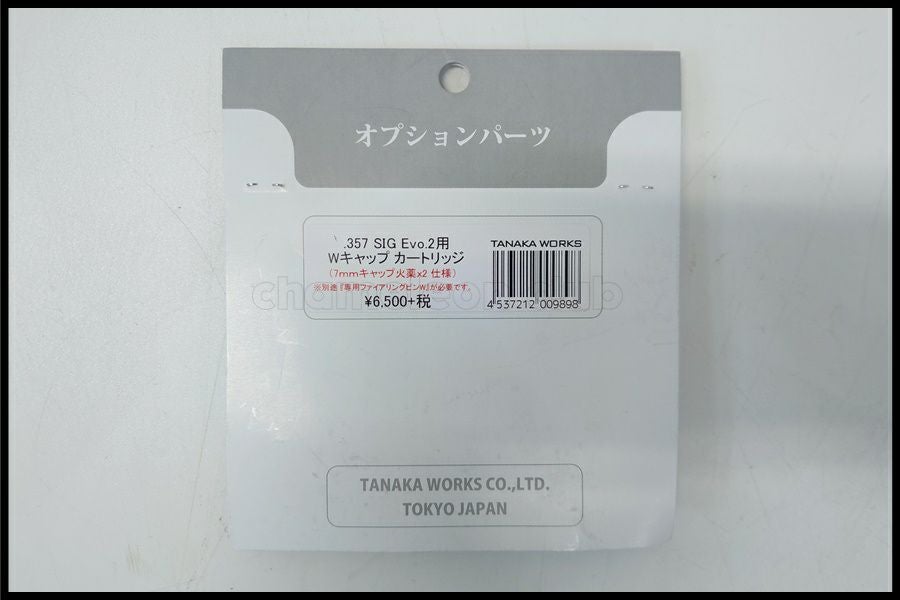 オプションパーツ
.357 SIG Evo.2用
Wキャップ カートリッジ
(7mmキャップ火薬x2 仕様)
※別途『専用ファイアリングピンW』が必要です。
¥6,500+税
TANAKA WORKS
4 537212 009898
chameleonclub
TANAKA WORKS CO.,LTD.
TOKYO JAPAN